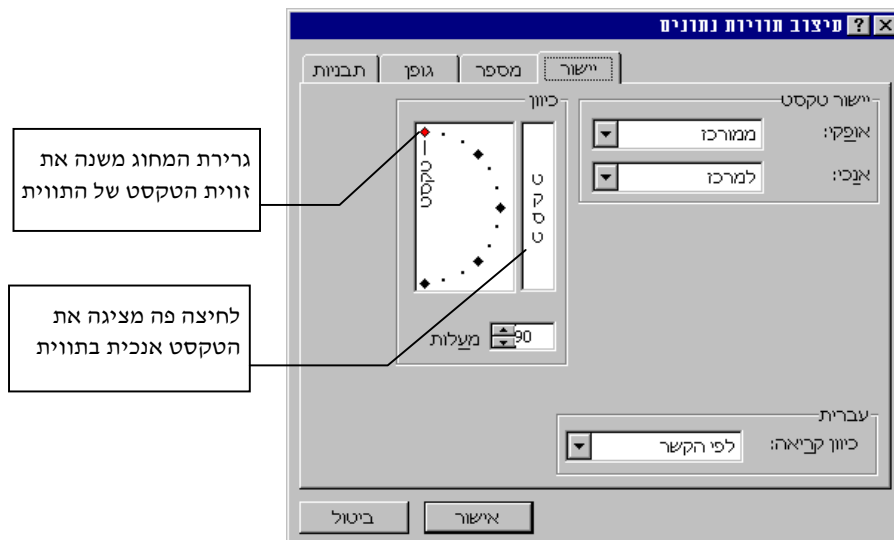 עיצוב תוויות נתונים
יישור
מספר
גופן
תבניות
יישור טקסט
אופקי: ממורכז
אנכי: למרכז
כיוון
טקסט
טקסט
90 מעלות
עברית
כיוון קריאה: לפי הקשר
אישור
ביטול
גרירת המחוג משנה את
זווית הטקסט של התווית
לחיצה פה מציגה את
הטקסט אנכית בתווית